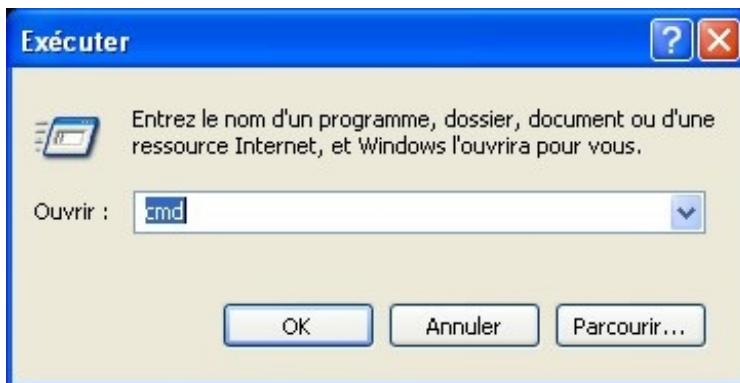 Exécuter
Entrez le nom d'un programme, dossier, document ou d'une
ressource Internet, et Windows l'ouvrira pour vous.
Ouvrir : cmd
OK Annuler Parcourir...